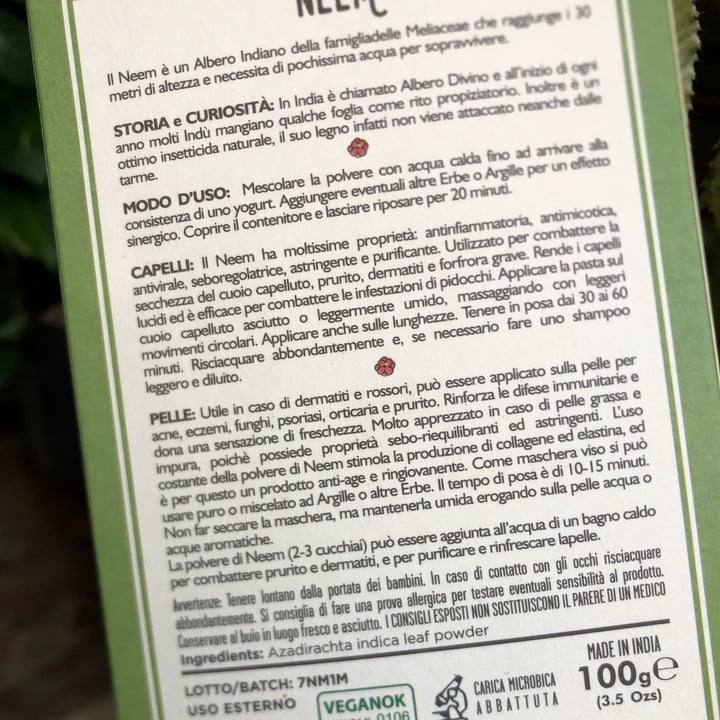 NEEM
Il Neem è un Albero Indiano della famigliadelle Meliaceae che raggiunge i 30
metri di altezza e necessita di pochissima acqua per sopravvivere.
STORIA e CURIOSITÀ: In India è chiamato Albero Divino e all'inizio di ogni
anno molti Indù mangiano qualche foglia come rito propiziatorio. Inoltre è un
ottimo insetticida naturale, il suo legno infatti non viene attaccato neanche dalle
tarme.
MODO D'USO: Mescolare la polvere con acqua calda fino ad arrivare alla
consistenza di uno yogurt. Aggiungere eventuali altre Erbe o Argille per un effetto
sinergico. Coprire il contenitore e lasciare riposare per 20 minuti.
CAPELLI: Il Neem ha moltissime proprietà: antinfiammatoria, antimicotica,
antivirale, seboregolatrice, astringente e purificante. Utilizzato per combattere la
secchezza del cuoio capelluto, prurito, dermatiti e forfrora grave. Rende i capelli
lucidi ed è efficace per combattere le infestazioni di pidocchi. Applicare la pasta sul
cuoio capelluto asciutto o leggermente umido, massaggiando con leggeri
movimenti circolari. Applicare anche sulle lunghezze. Tenere in posa dai 30 ai 60
minuti. Risciacquare abbondantemente e, se necessario fare uno shampoo
leggero e diluito.
PELLE: Utile in caso di dermatiti e rossori, può essere applicato sulla pelle per
acne, eczemi, funghi, psoriasi, orticaria e prurito. Rinforza le difese immunitarie e
dona una sensazione di freschezza. Molto apprezzato in caso di pelle grassa e
impura, poichè possiede proprietà sebo-riequilibranti ed astringenti. L'uso
costante della polvere di Neem stimola la produzione di collagene ed elastina, ed
è per questo un prodotto anti-age e ringiovanente. Come maschera viso si può
usare puro o miscelato ad Argille o altre Erbe. Il tempo di posa è di 10-15 minuti.
Non far seccare la maschera, ma mantenerla umida erogando sulla pelle acqua o
acque aromatiche.
La polvere di Neem (2-3 cucchiai) può essere aggiunta all'acqua di un bagno caldo
per combattere prurito e dermatiti, e per purificare e rinfrescare lapelle.
Avvertenze: Tenere lontano dalla portata dei bambini. In caso di contatto con gli occhi risciacquare
abbondantemente. Si consiglia di fare una prova allergica per testare eventuali sensibilità al prodotto.
Conservare al buio in luogo fresco e asciutto. I CONSIGLI ESPOSTI NON SOSTITUISCONO IL PARERE DI UN MEDICO
Ingredients: Azadirachta indica leaf powder
LOTTO/BATCH: 7NM1M
USO ESTERNO
VEGANOK
0106
CARICA MICROBICA
ABBATTUTA
MADE IN INDIA
100g e
(3.5 Ozs)